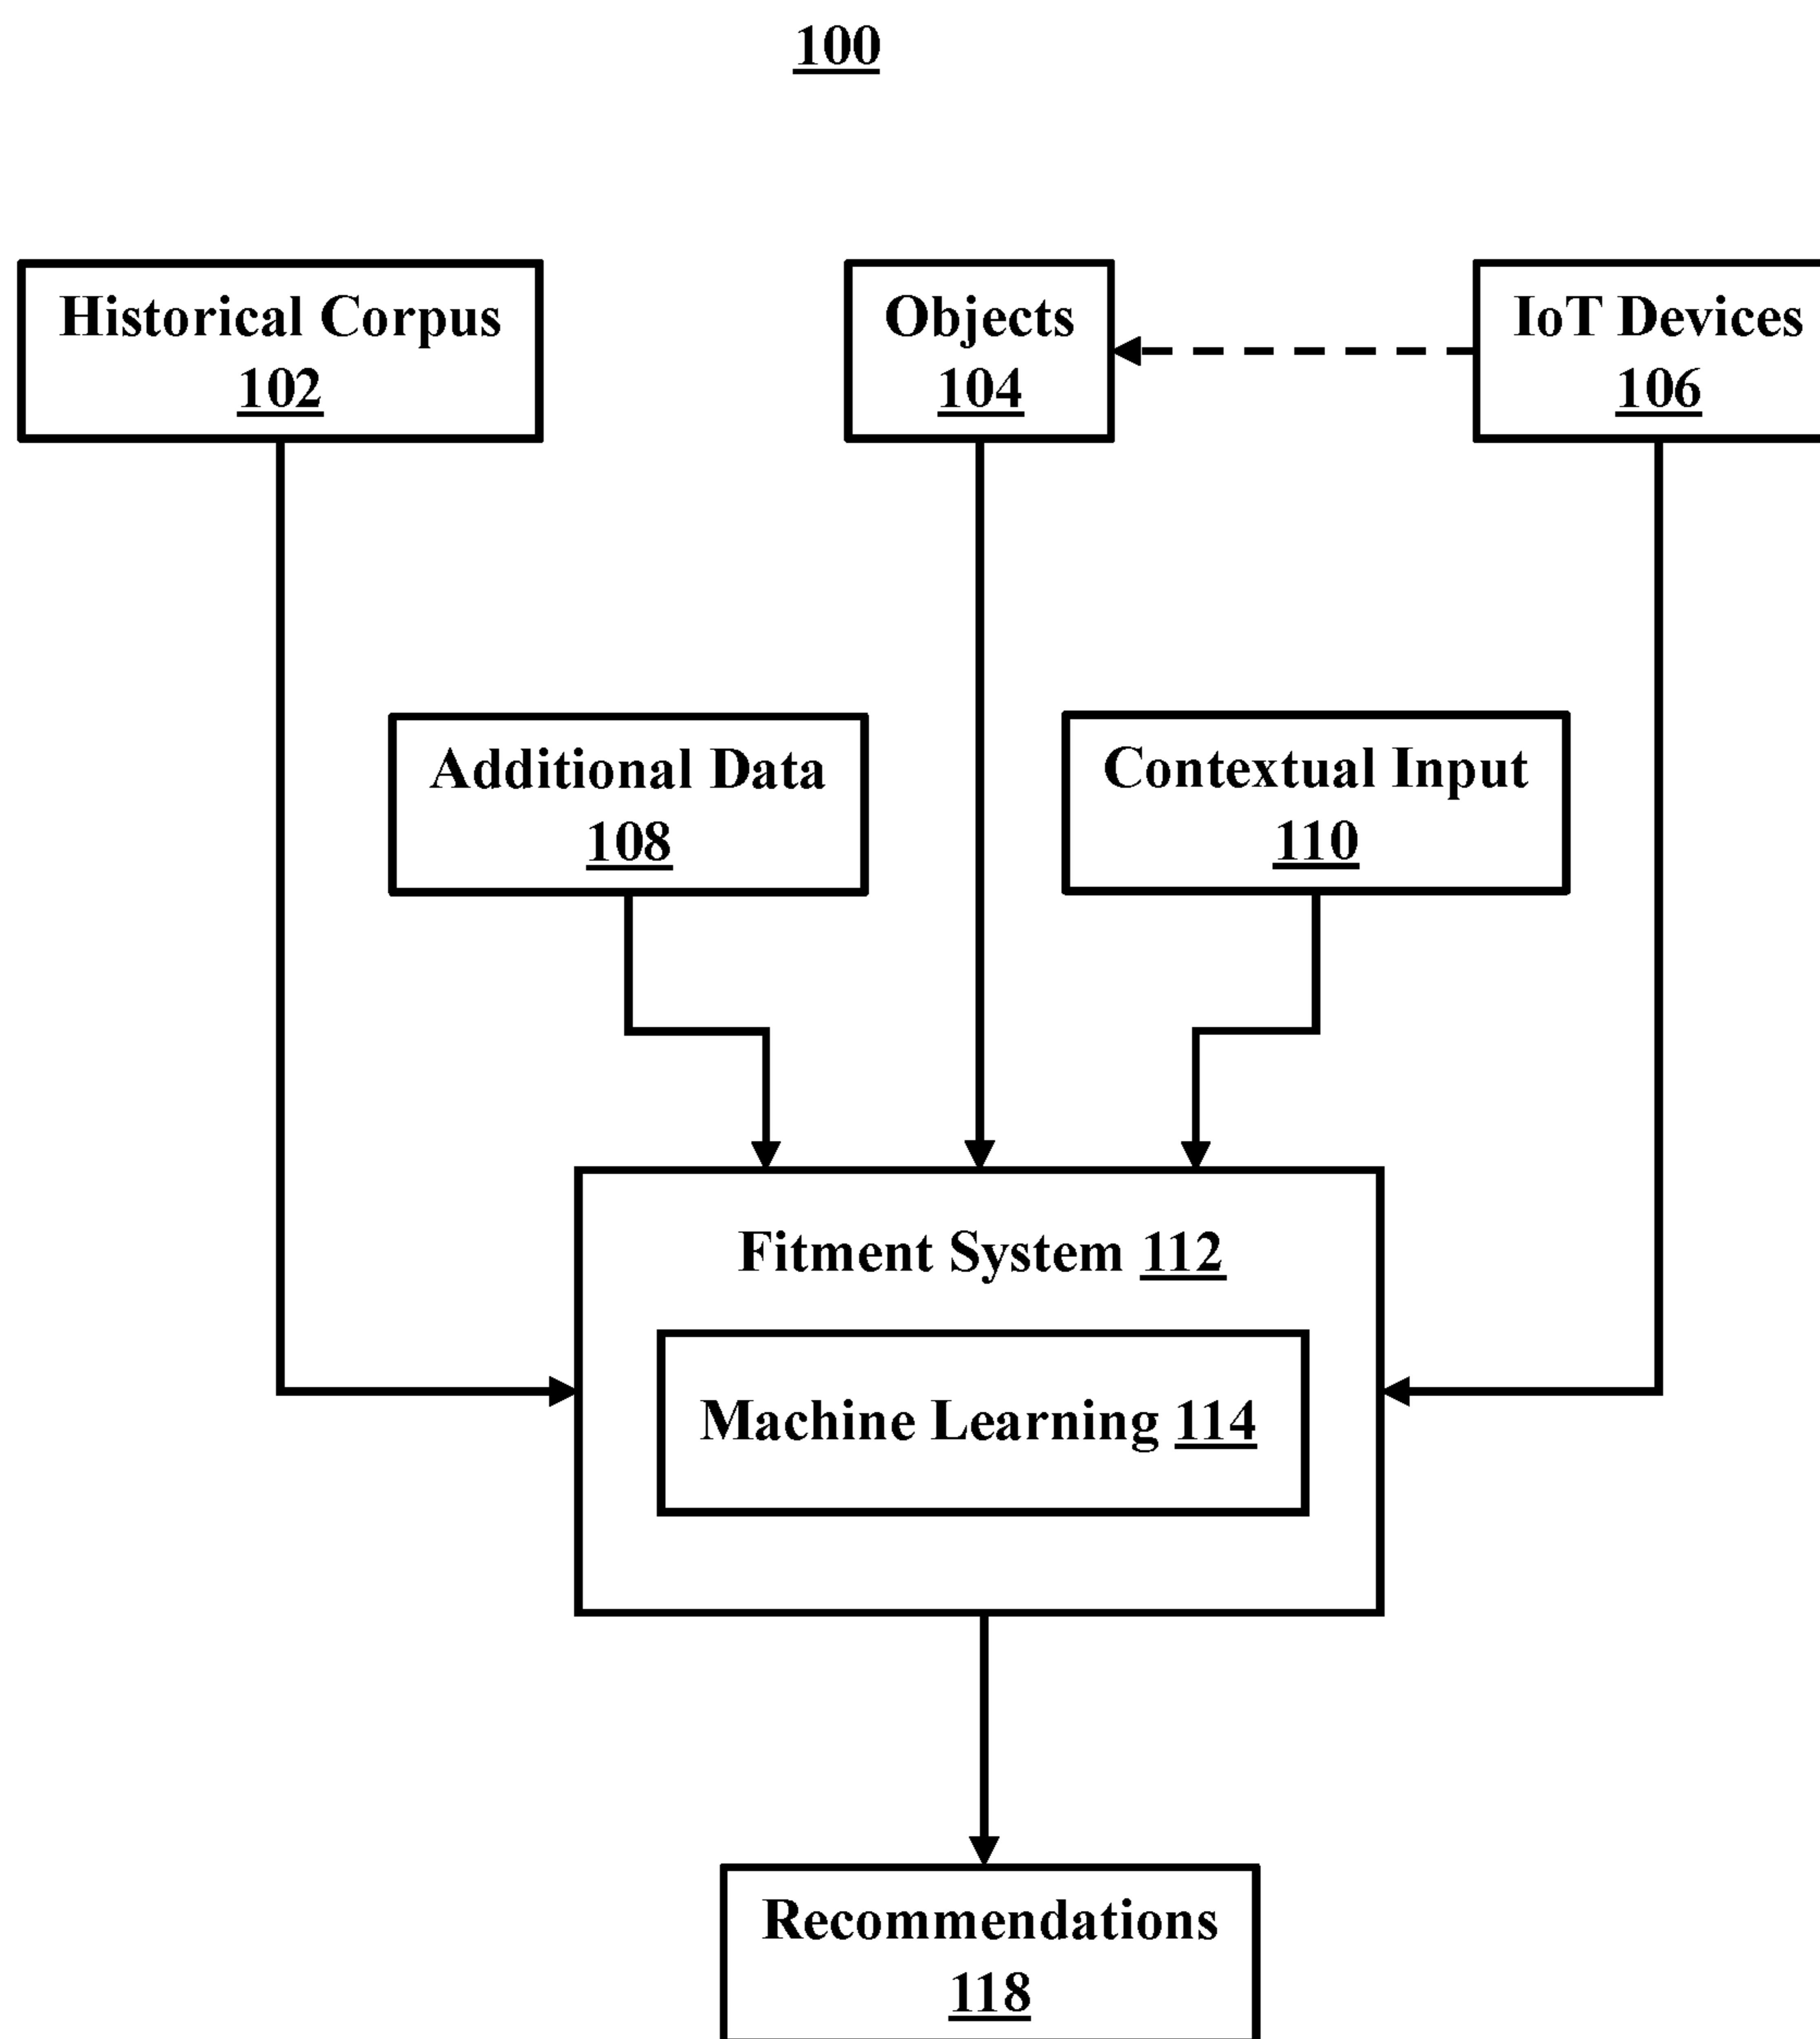 100
Historical Corpus
102
Objects
104
IoT Devices
106
Additional Data
108
Contextual Input
110
Fitment System 112
Machine Learning 114
Recommendations
118